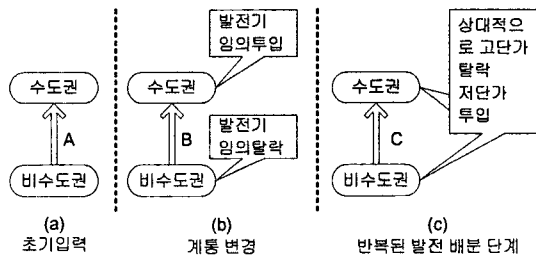 수도권
A
비수도권
(a)
초기입력
발전기
임의투입
수도권
B
발전기
임의탈락
비수도권
(b)
계통 변경
상대적으
로 고단가
탈락
저단가
투입
수도권
C
비수도권
(c)
반복된 발전 배분 단계